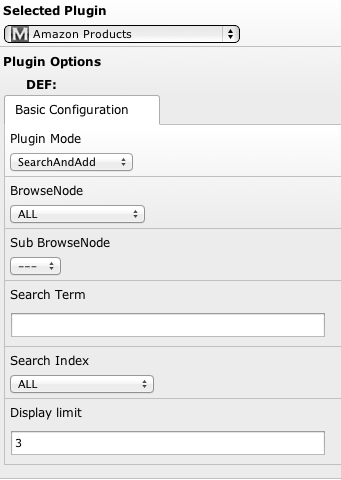 Selected Plugin
M Amazon Products
Plugin Options
DEF:
Basic Configuration
Plugin Mode
SearchAndAdd
BrowseNode
ALL
Sub BrowseNode
---
Search Term
Search Index
ALL
Display limit
3